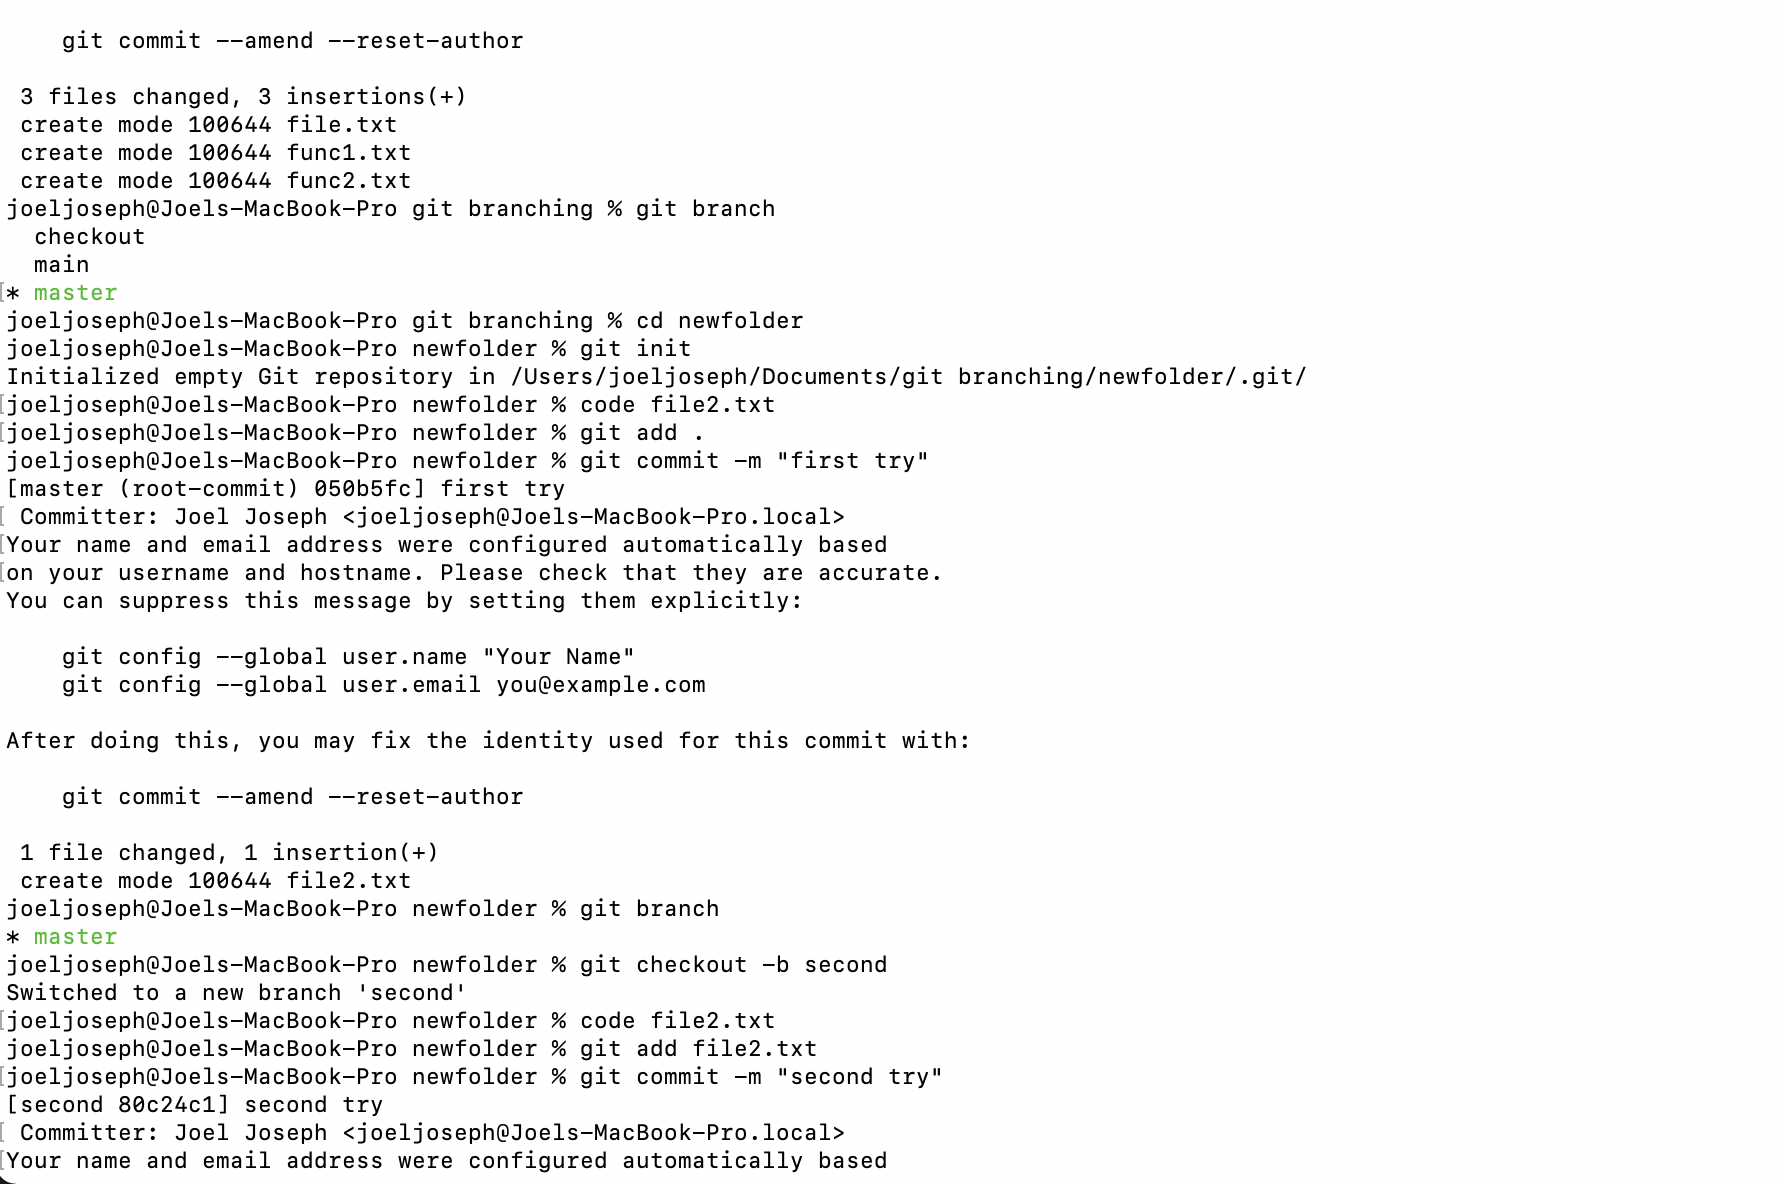 git commit --amend --reset-author
3 files changed, 3 insertions(+)
create mode 100644 file.txt
create mode 100644 func1.txt
create mode 100644 func2.txt
joeljoseph@Joels-MacBook-Pro git branching % git branch
checkout
main
* master
joeljoseph@Joels-MacBook-Pro git branching % cd newfolder
joeljoseph@Joels-MacBook-Pro newfolder % git init
Initialized empty Git repository in /Users/joeljoseph/Documents/git branching/newfolder/.git/
joeljoseph@Joels-MacBook-Pro newfolder % code file2.txt
joeljoseph@Joels-MacBook-Pro newfolder % git add .
joeljoseph@Joels-MacBook-Pro newfolder % git commit -m "first try"
[master (root-commit) 050b5fc] first try
Committer: Joel Joseph <joeljoseph@Joels-MacBook-Pro.local>
Your name and email address were configured automatically based
on your username and hostname. Please check that they are accurate.
You can suppress this message by setting them explicitly:
git config --global user.name "Your Name"
git config --global user.email you@example.com
After doing this, you may fix the identity used for this commit with:
git commit --amend --reset-author
1 file changed, 1 insertion(+)
create mode 100644 file2.txt
joeljoseph@Joels-MacBook-Pro newfolder % git branch
* master
joeljoseph@Joels-MacBook-Pro newfolder % git checkout -b second
Switched to a new branch 'second'
joeljoseph@Joels-MacBook-Pro newfolder % code file2.txt
joeljoseph@Joels-MacBook-Pro newfolder % git add file2.txt
joeljoseph@Joels-MacBook-Pro newfolder % git commit -m "second try"
[second 80c24c1] second try
Committer: Joel Joseph <joeljoseph@Joels-MacBook-Pro.local>
Your name and email address were configured automatically based